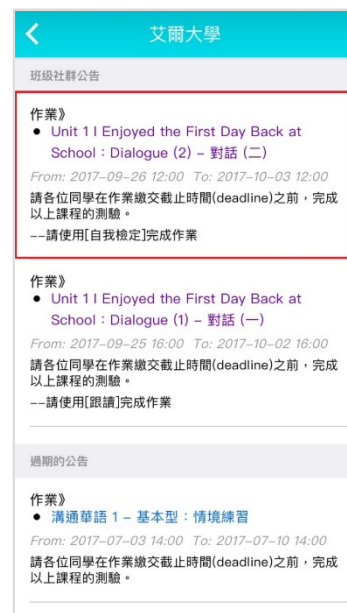 艾爾大學
班级社群公告
作業》
● Unit 1 I Enjoyed the First Day Back at
School：Dialogue (2) – 對話 (二)
From: 2017-09-26 12:00 To: 2017-10-03 12:00
請各位同學在作業繳交截止時間(deadline)之前，完成
以上課程的測驗。
––請使用[自我檢定]完成作業
作業》
● Unit 1 I Enjoyed the First Day Back at
School：Dialogue (1) – 對話 (一)
From: 2017-09-25 16:00 To: 2017-10-02 16:00
請各位同學在作業繳交截止時間(deadline)之前，完成
以上課程的測驗。
––請使用[跟讀]完成作業
過期的公告
作業》
● 溝通華語 1 – 基本型：情境練習
From: 2017-07-03 14:00 To: 2017-07-10 14:00
請各位同學在作業繳交截止時間(deadline)之前，完成
以上課程的測驗。